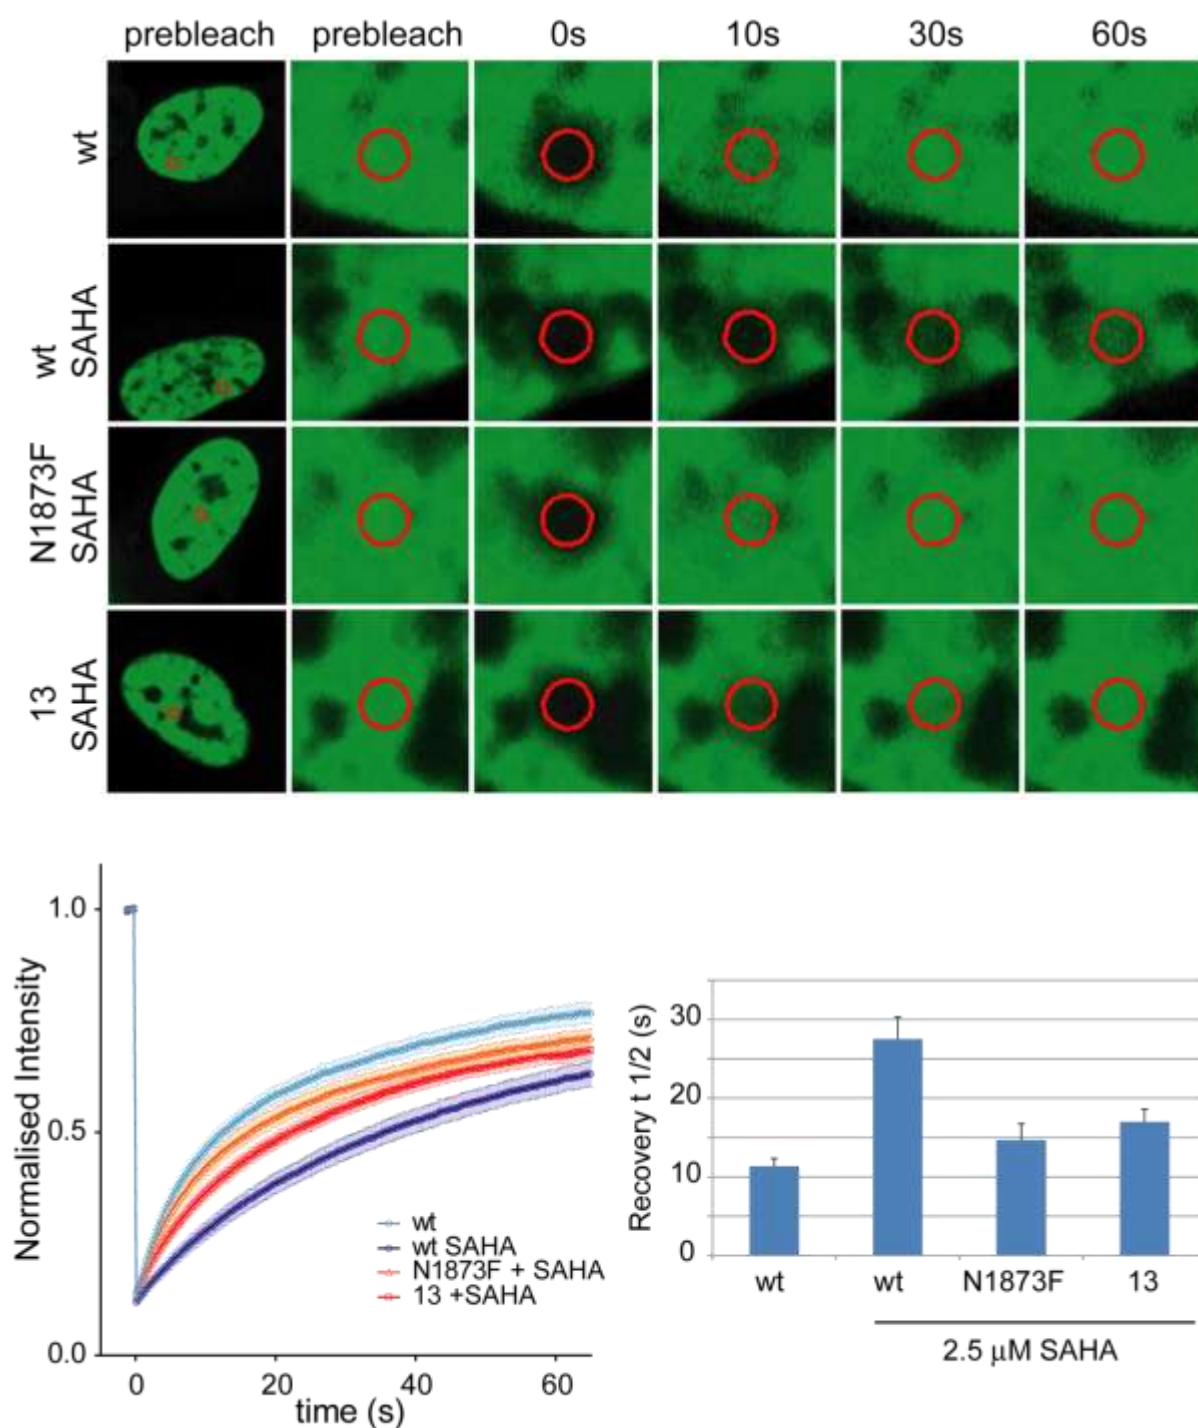 prebleach prebleach 0s 10s 30s 60s
wt
wt
SAHA
N1873F
SAHA
13
SAHA
Normalised Intensity
1.0
0.5
0.0
0 20 40 60
time (s)
wt
wt SAHA
N1873F + SAHA
13 +SAHA
Recovery t 1/2 (s)
30
20
10
0
wt wt N1873F 13
2.5 μM SAHA